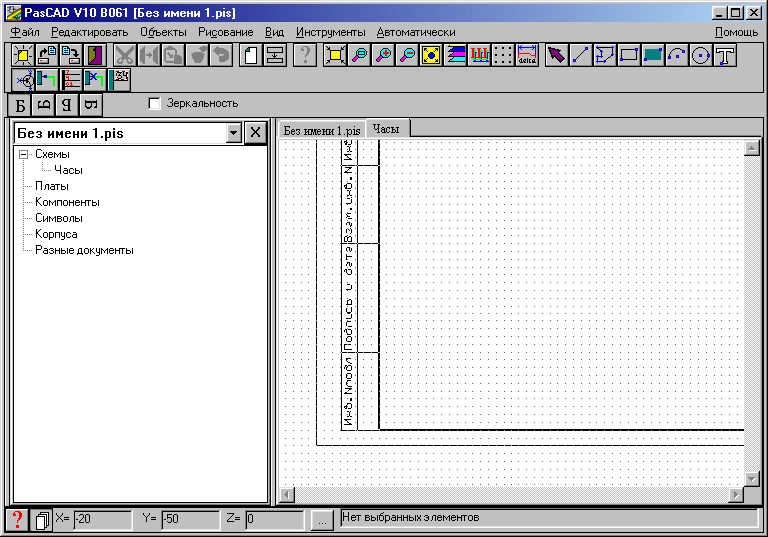 PasCAD V10 B061 [Без имени 1.pis]
Файл Редактировать Объекты Рисование Вид Инструменты Автоматически Помощь
delta
Б Б Я Б Зеркальность
Без имени 1.pis
Без имени 1.pis Часы
Схемы
Часы
Платы
Компоненты
Символы
Корпуса
Разные документы
Взам.инв.N
Подпись и дата
Инв.Nподл
X= -20 Y= -50 Z= 0 ... Нет выбранных элементов